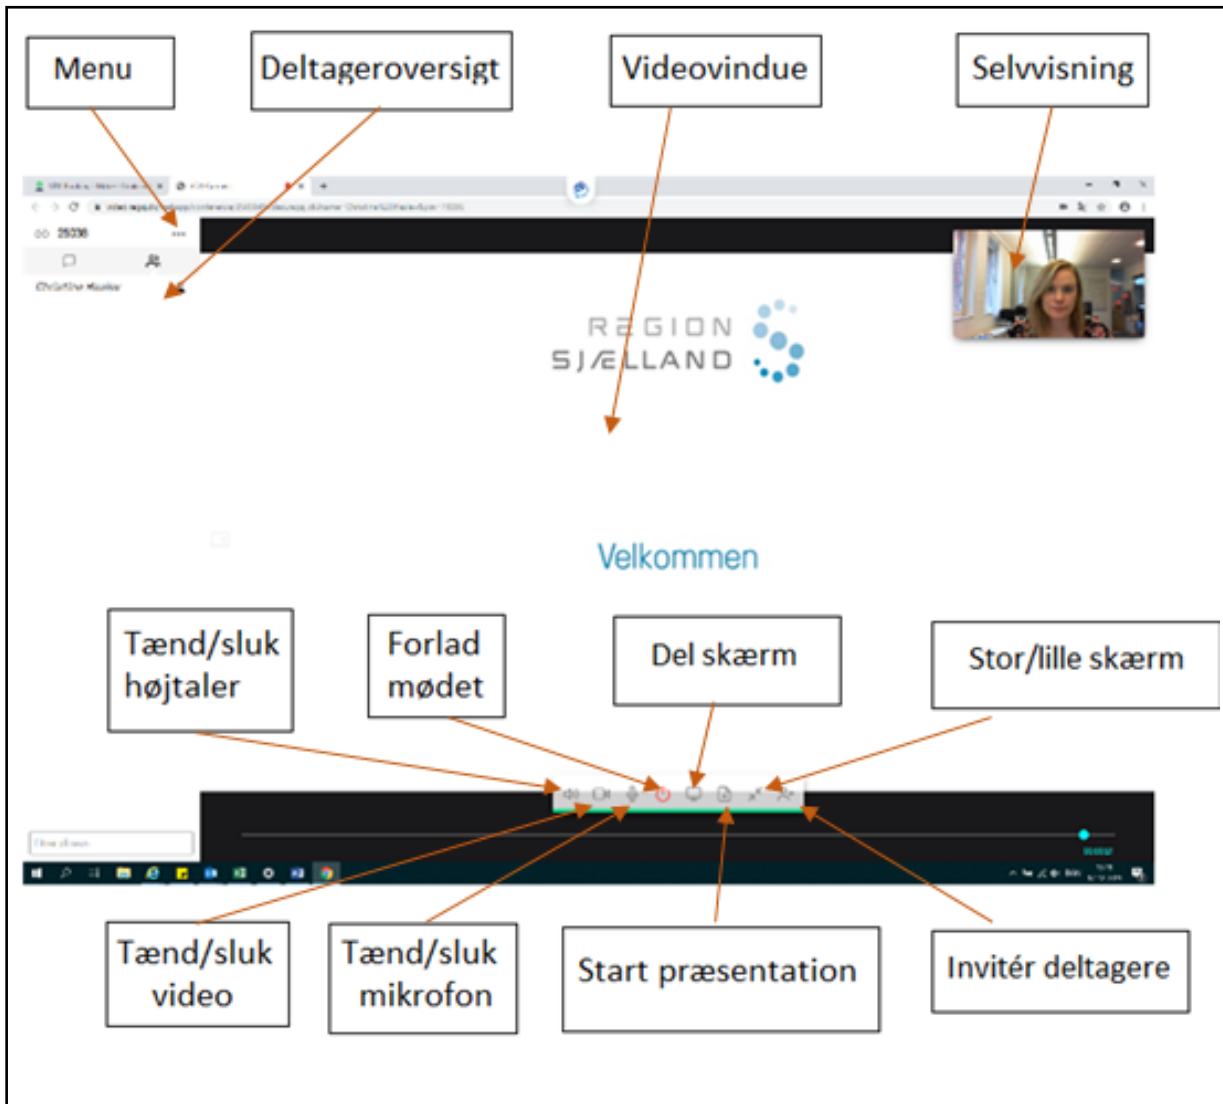 Menu
Deltageroversigt
Videovindue
Selvvisning
25036
REGION
SJÆLLAND
Velkommen
Tænd/sluk
højtaler
Forlad
mødet
Del skærm
Stor/lille skærm
Tænd/sluk
video
Tænd/sluk
mikrofon
Start præsentation
Invitér deltagere